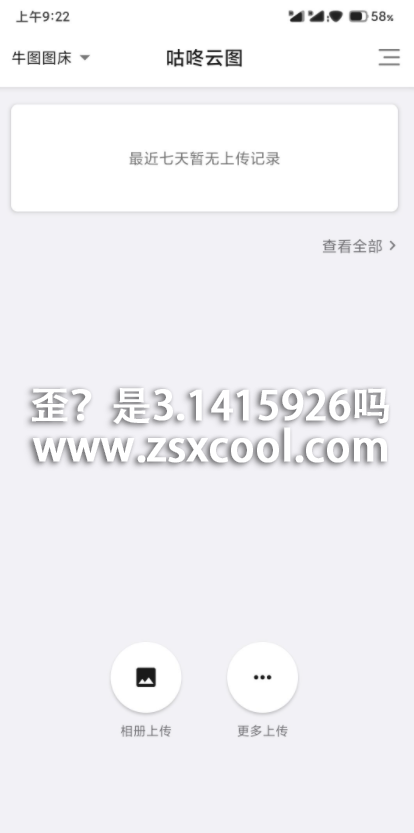 上午9:22
58%
牛图图床
咕咚云图
最近七天暂无上传记录
查看全部
歪？是3.1415926吗
www.zsxcool.com
相册上传
更多上传